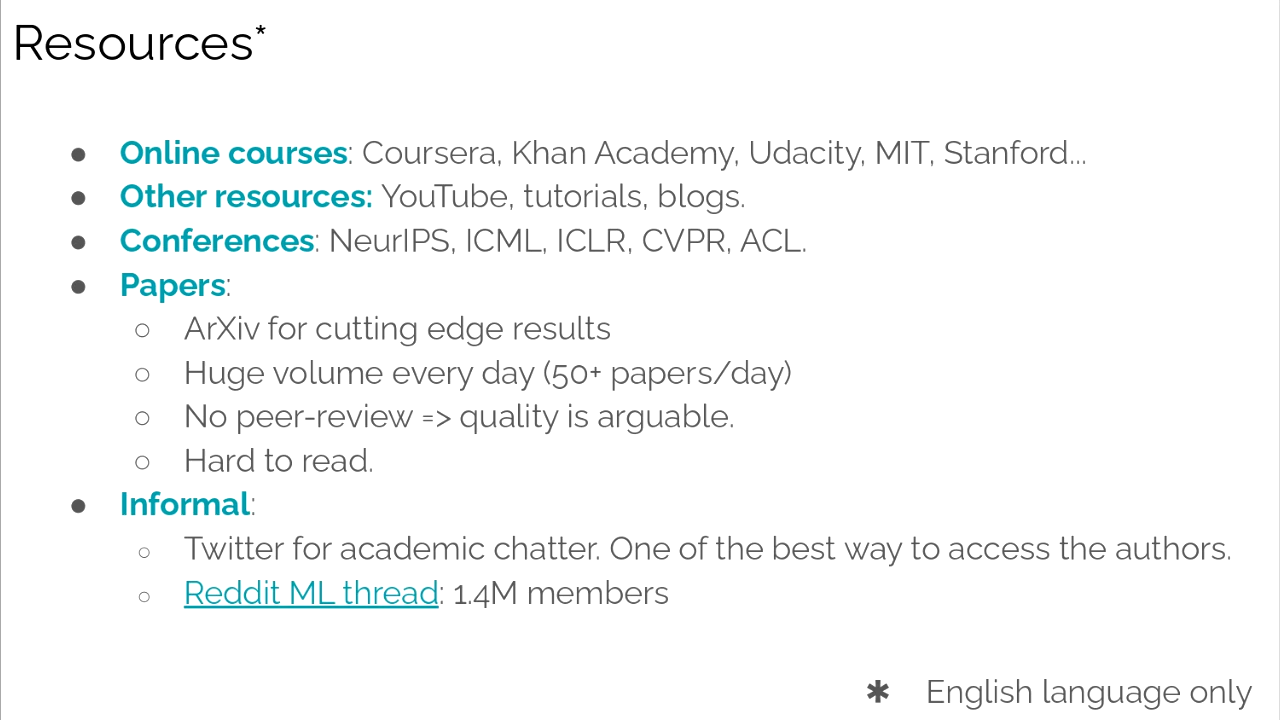 Resources*
● Online courses: Coursera, Khan Academy, Udacity, MIT, Stanford...
● Other resources: YouTube, tutorials, blogs.
● Conferences: NeurIPS, ICML, ICLR, CVPR, ACL.
● Papers:
○ ArXiv for cutting edge results
○ Huge volume every day (50+ papers/day)
○ No peer-review => quality is arguable.
○ Hard to read.
● Informal:
○ Twitter for academic chatter. One of the best way to access the authors.
○ Reddit ML thread: 1.4M members
✱ English language only